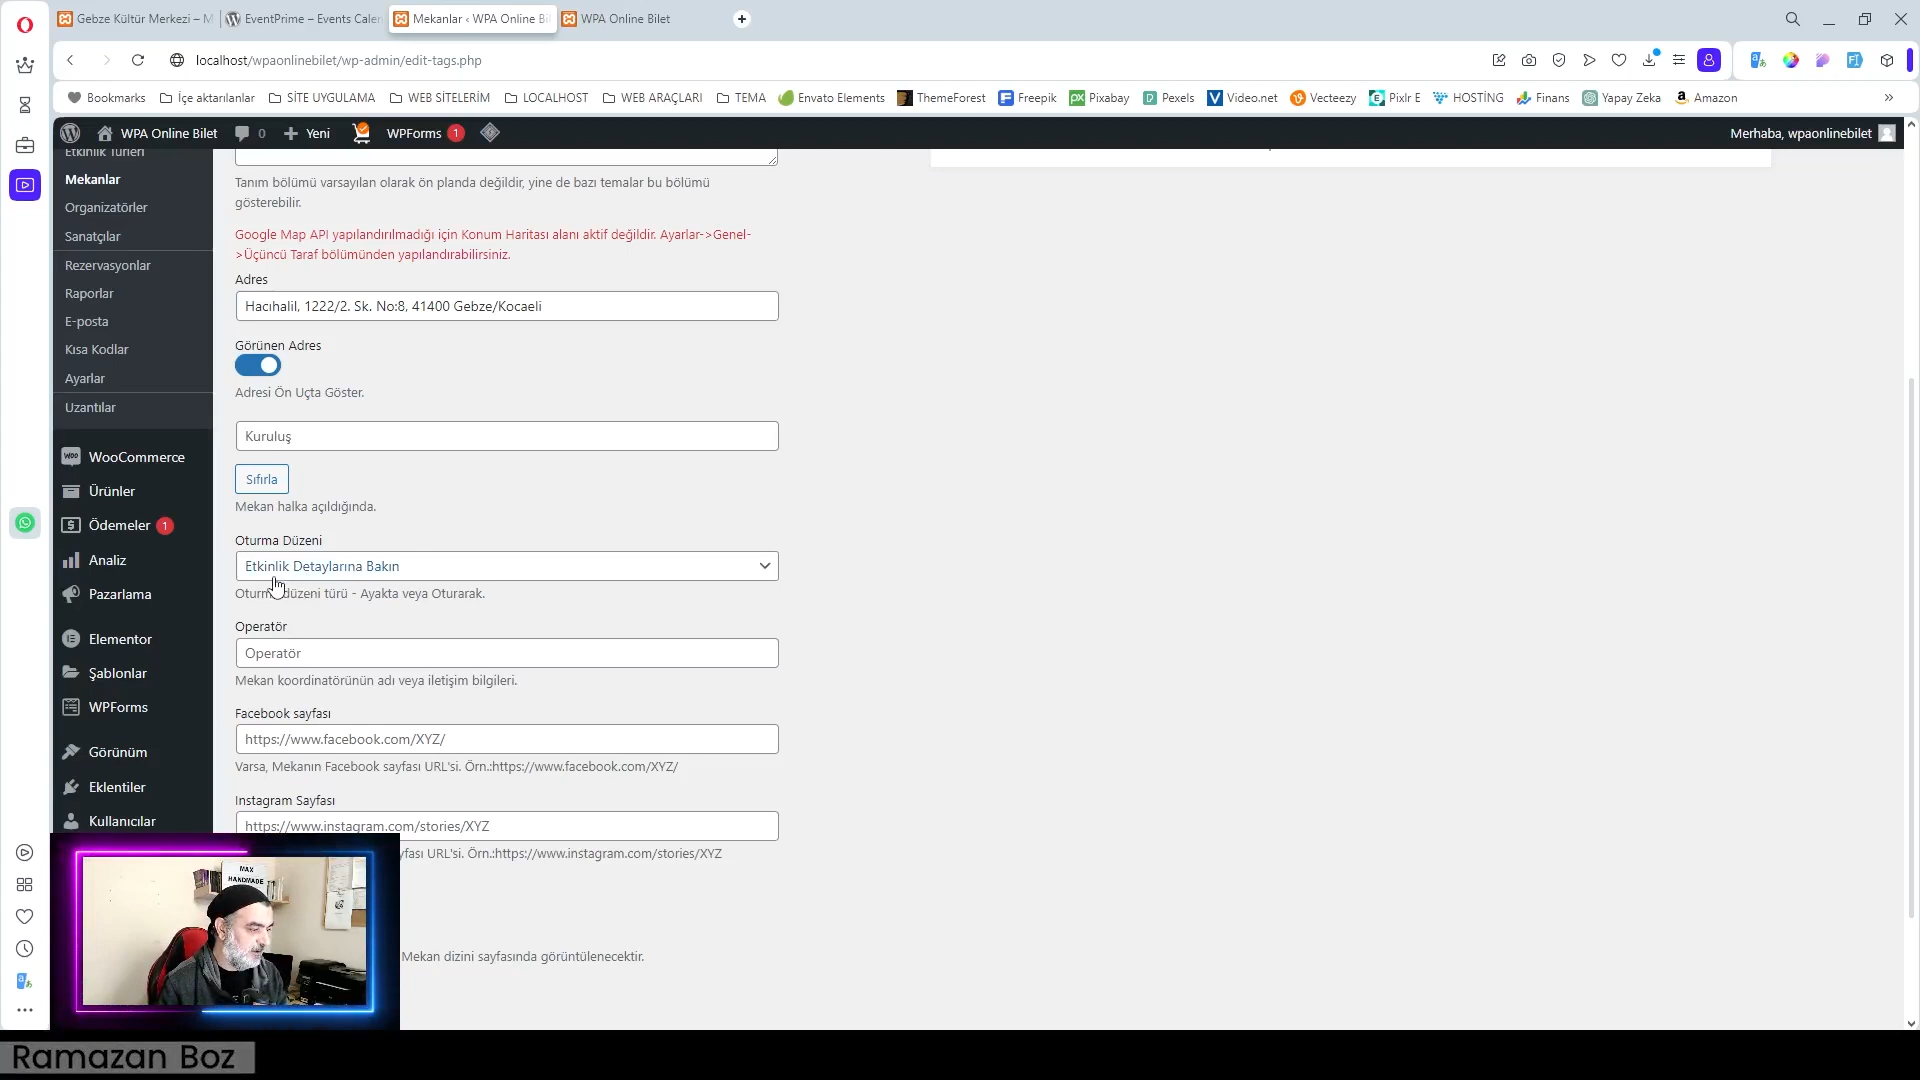 Gebze Kültür Merkezi – M
EventPrime – Events Calen
Mekanlar ‹ WPA Online Bi
WPA Online Bilet
localhost/wpaonlinebilet/wp-admin/edit-tags.php
Bookmarks
İçe aktarılanlar
SİTE UYGULAMA
WEB SİTELERİM
LOCALHOST
WEB ARAÇLARI
TEMA
Envato Elements
ThemeForest
Freepik
Pixabay
Pexels
Video.net
Vecteezy
Pixlr E
HOSTİNG
Finans
Yapay Zeka
Amazon
WPA Online Bilet
0
Yeni
WPForms 1
Merhaba, wpaonlinebilet
Etkinlik Türleri
Mekanlar
Organizatörler
Sanatçılar
Rezervasyonlar
Raporlar
E-posta
Kısa Kodlar
Ayarlar
Uzantılar
WooCommerce
Ürünler
Ödemeler 1
Analiz
Pazarlama
Elementor
Şablonlar
WPForms
Görünüm
Eklentiler
Kullanıcılar
Tanım bölümü varsayılan olarak ön planda değildir, yine de bazı temalar bu bölümü
gösterebilir.
Google Map API yapılandırılmadığı için Konum Haritası alanı aktif değildir. Ayarlar->Genel-
>Üçüncü Taraf bölümünden yapılandırabilirsiniz.
Adres
Hacıhalil, 1222/2. Sk. No:8, 41400 Gebze/Kocaeli
Görünen Adres
Adresi Ön Uçta Göster.
Kuruluş
Sıfırla
Mekan halka açıldığında.
Oturma Düzeni
Etkinlik Detaylarına Bakın
düzeni türü - Ayakta veya Oturarak.
Operatör
Operatör
Mekan koordinatörünün adı veya iletişim bilgileri.
Facebook sayfası
https://www.facebook.com/XYZ/
Varsa, Mekanın Facebook sayfası URL'si. Örn.:https://www.facebook.com/XYZ/
Instagram Sayfası
https://www.instagram.com/stories/XYZ
yfası URL'si. Örn.:https://www.instagram.com/stories/XYZ
Mekan dizini sayfasında görüntülenecektir.
MAX
HANDMADE
Ramazan Boz